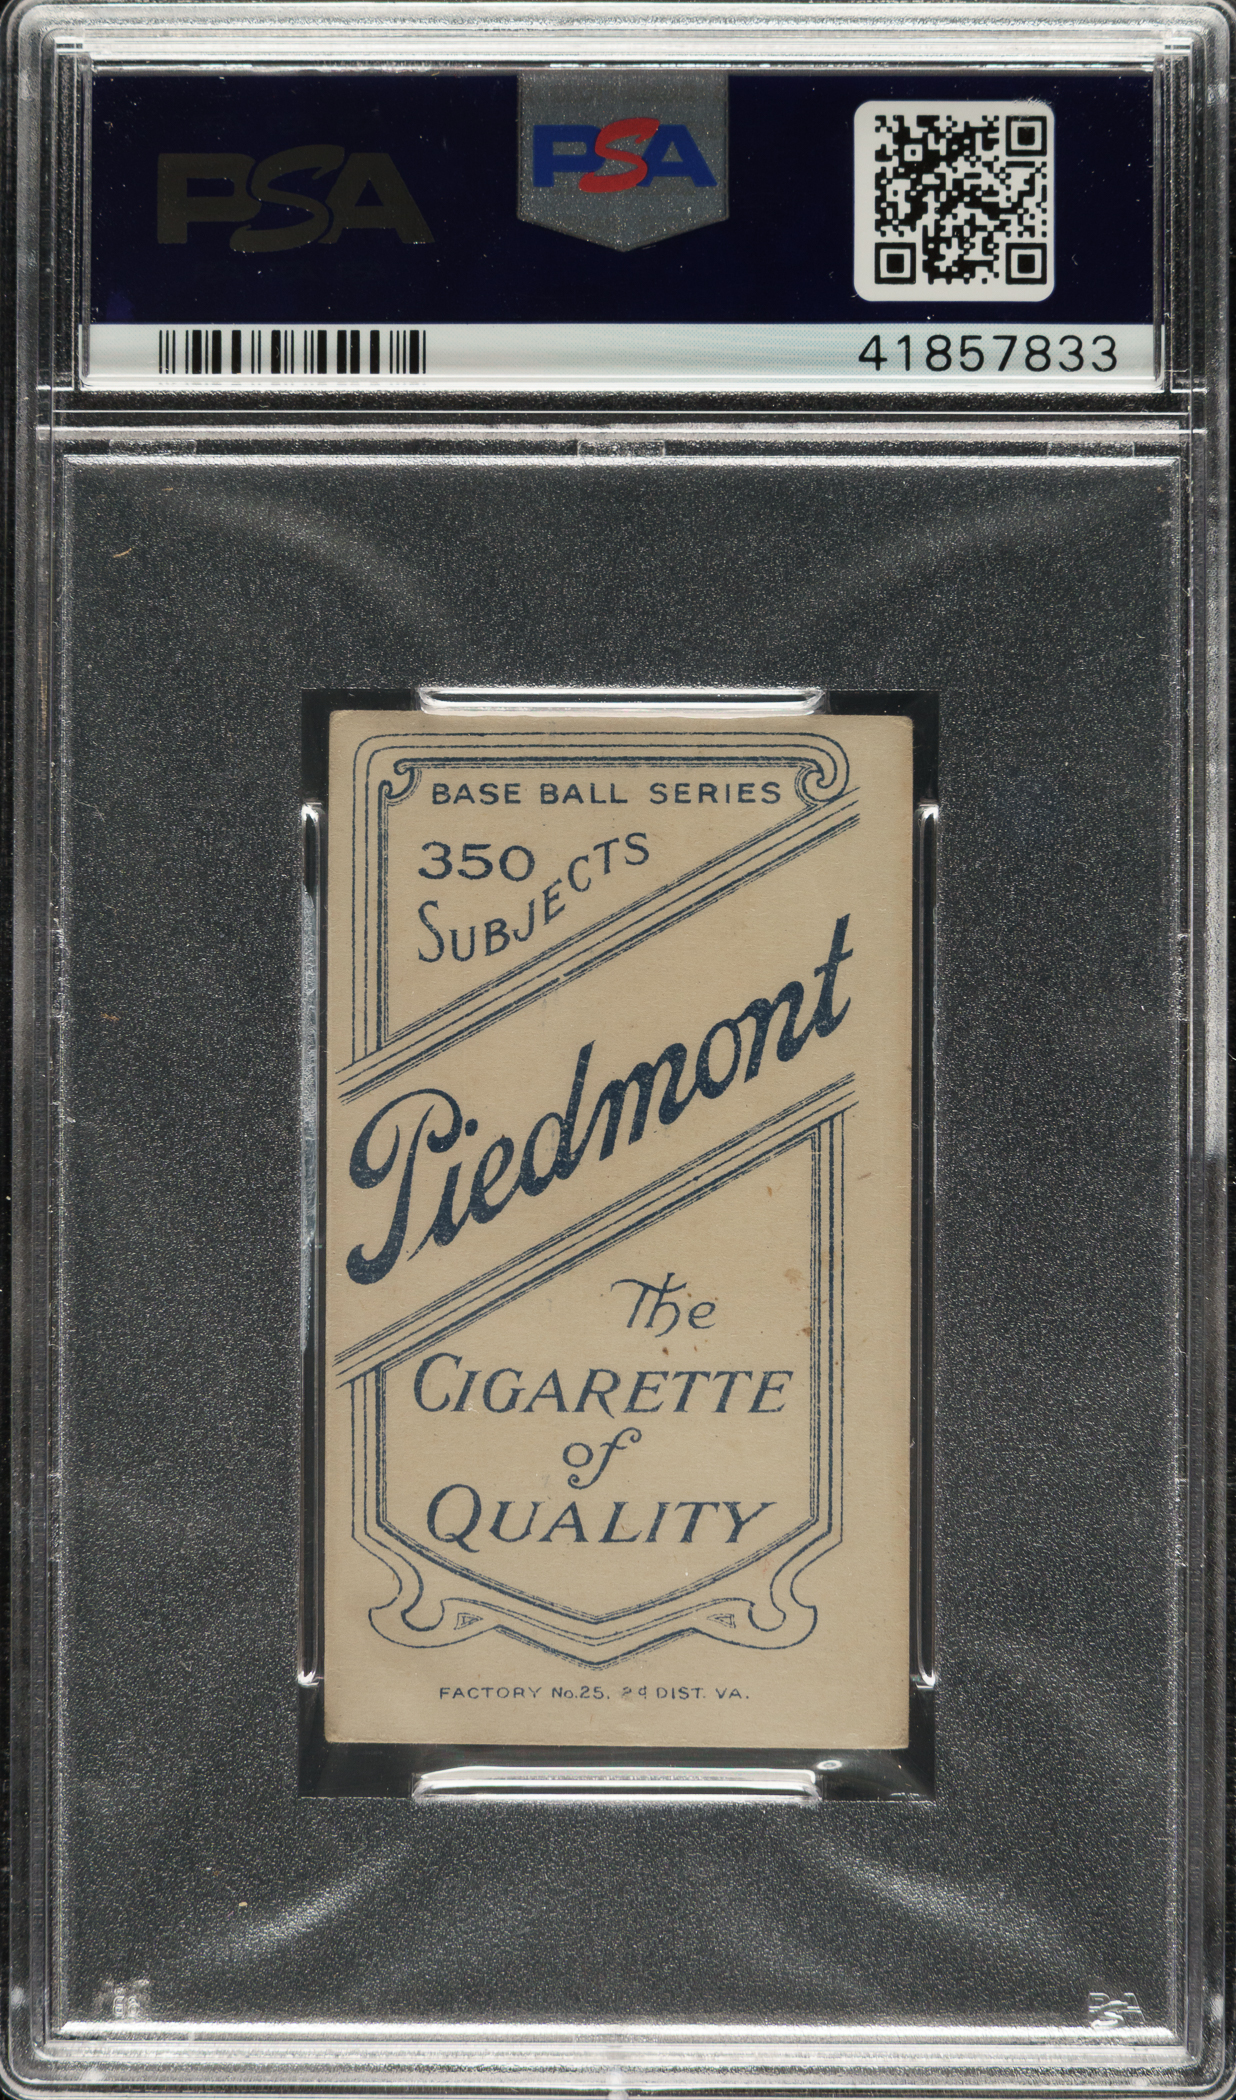 PSA
PSA
41857833
BASE BALL SERIES
350
SUBJECTS
Piedmont
The
CIGARETTE
of
QUALITY
FACTORY No.25. 2d DIST. VA.
PSA